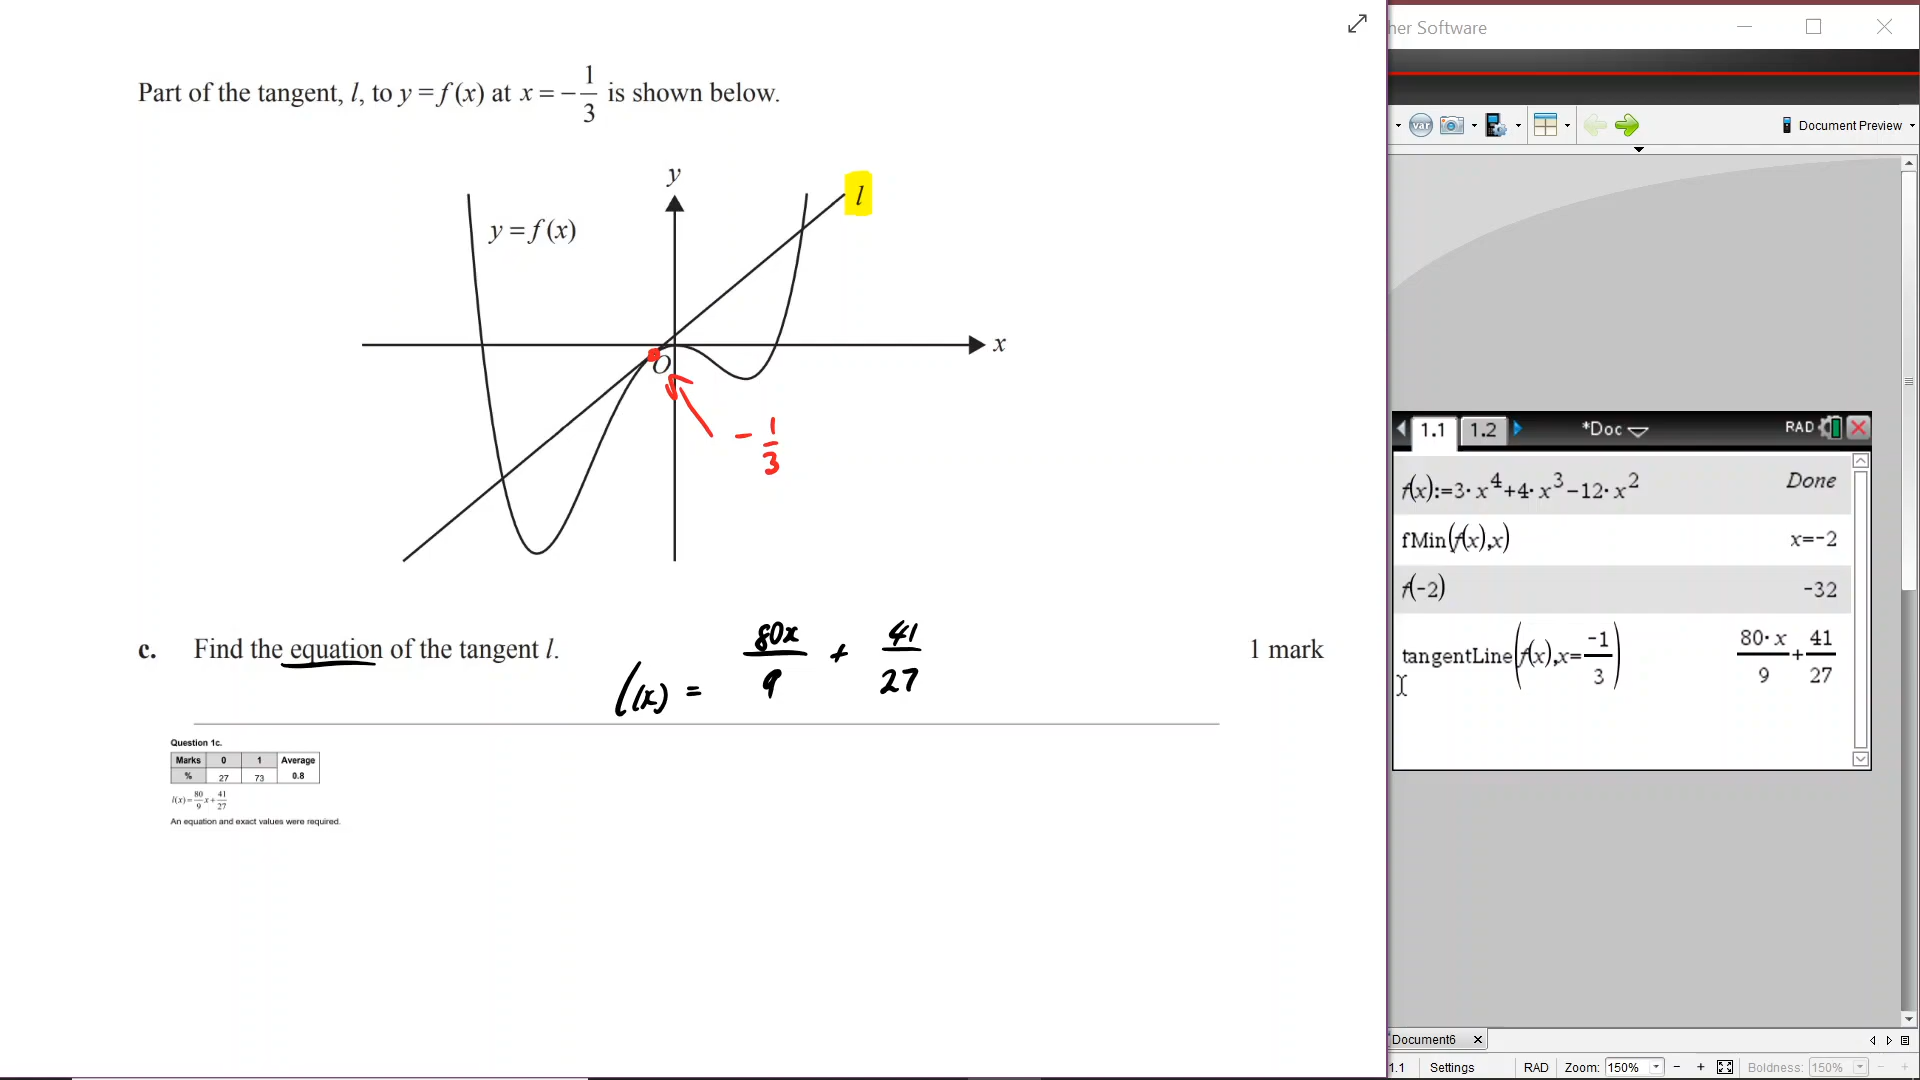 her Software
Part of the tangent, l, to y = f(x) at x = -1/3 is shown below.
var
Document Preview
y
l
y = f(x)
x
O
-1/3
1.1 1.2 *Doc RAD
f(x):=3·x^4+4·x^3-12·x^2 Done
fMin(f(x),x) x=-2
f(-2) -32
tangentLine(f(x),x=-1/3) 80·x/9+41/27
c. Find the equation of the tangent l. 1 mark
l(x) = 80x/9 + 41/27
Question 1c.
Marks 0 1 Average
% 27 73 0.8
l(x)=80/9x+41/27
An equation and exact values were required.
Document6
1.1 Settings RAD Zoom: 150% - + Boldness: 150% - +